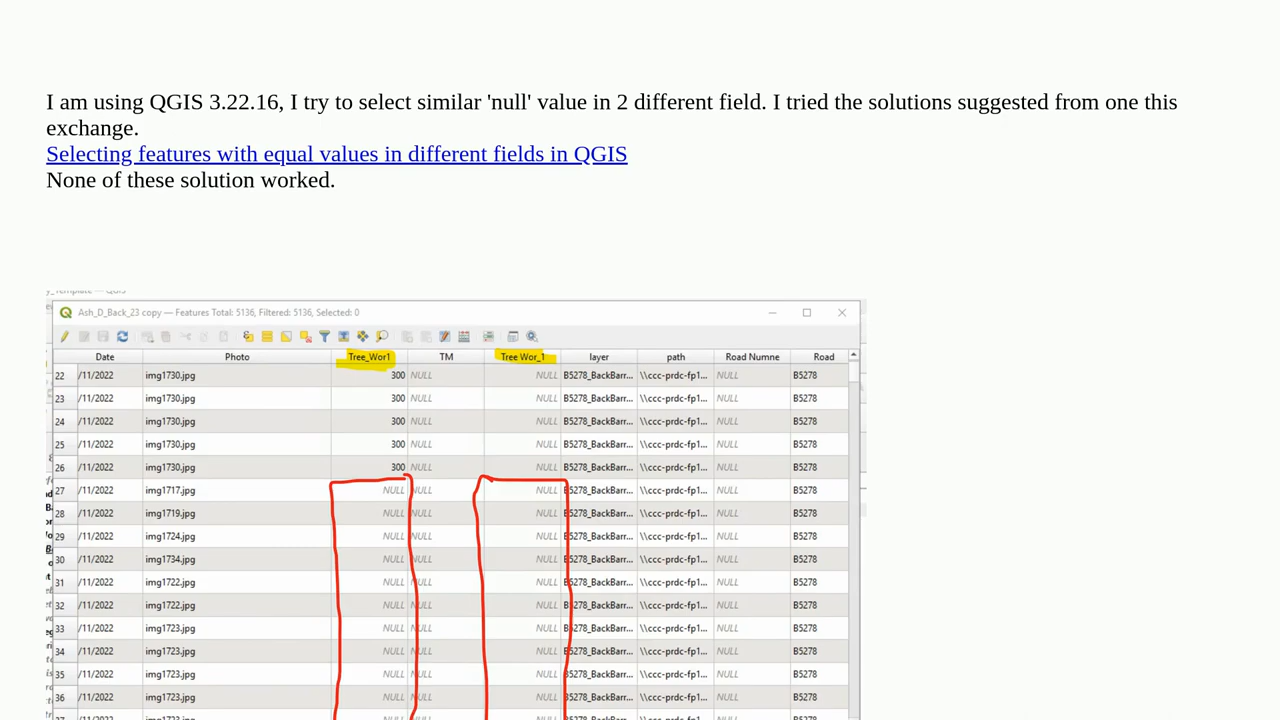 I am using QGIS 3.22.16, I try to select similar 'null' value in 2 different field. I tried the solutions suggested from one this
exchange.
Selecting features with equal values in different fields in QGIS
None of these solution worked.
Ash_D_Back_23 copy — Features Total: 5136, Filtered: 5136, Selected: 0
Date Photo Tree_Wor1 TM Tree Wor_1 layer path Road Numne Road
22 /11/2022 img1730.jpg 300 NULL NULL B5278_BackBarr... \\ccc-prdc-fp1... NULL B5278
23 /11/2022 img1730.jpg 300 NULL NULL B5278_BackBarr... \\ccc-prdc-fp1... NULL B5278
24 /11/2022 img1730.jpg 300 NULL NULL B5278_BackBarr... \\ccc-prdc-fp1... NULL B5278
25 /11/2022 img1730.jpg 300 NULL NULL B5278_BackBarr... \\ccc-prdc-fp1... NULL B5278
26 /11/2022 img1730.jpg 300 NULL NULL B5278_BackBarr... \\ccc-prdc-fp1... NULL B5278
27 /11/2022 img1717.jpg NULL NULL NULL B5278_BackBarr... \\ccc-prdc-fp1... NULL B5278
28 /11/2022 img1719.jpg NULL NULL NULL B5278_BackBarr... \\ccc-prdc-fp1... NULL B5278
29 /11/2022 img1724.jpg NULL NULL NULL B5278_BackBarr... \\ccc-prdc-fp1... NULL B5278
30 /11/2022 img1734.jpg NULL NULL NULL B5278_BackBarr... \\ccc-prdc-fp1... NULL B5278
31 /11/2022 img1722.jpg NULL NULL NULL B5278_BackBarr... \\ccc-prdc-fp1... NULL B5278
32 /11/2022 img1722.jpg NULL NULL NULL B5278_BackBarr... \\ccc-prdc-fp1... NULL B5278
33 /11/2022 img1723.jpg NULL NULL NULL B5278_BackBarr... \\ccc-prdc-fp1... NULL B5278
34 /11/2022 img1723.jpg NULL NULL NULL B5278_BackBarr... \\ccc-prdc-fp1... NULL B5278
35 /11/2022 img1723.jpg NULL NULL NULL B5278_BackBarr... \\ccc-prdc-fp1... NULL B5278
36 /11/2022 img1723.jpg NULL NULL NULL B5278_BackBarr... \\ccc-prdc-fp1... NULL B5278